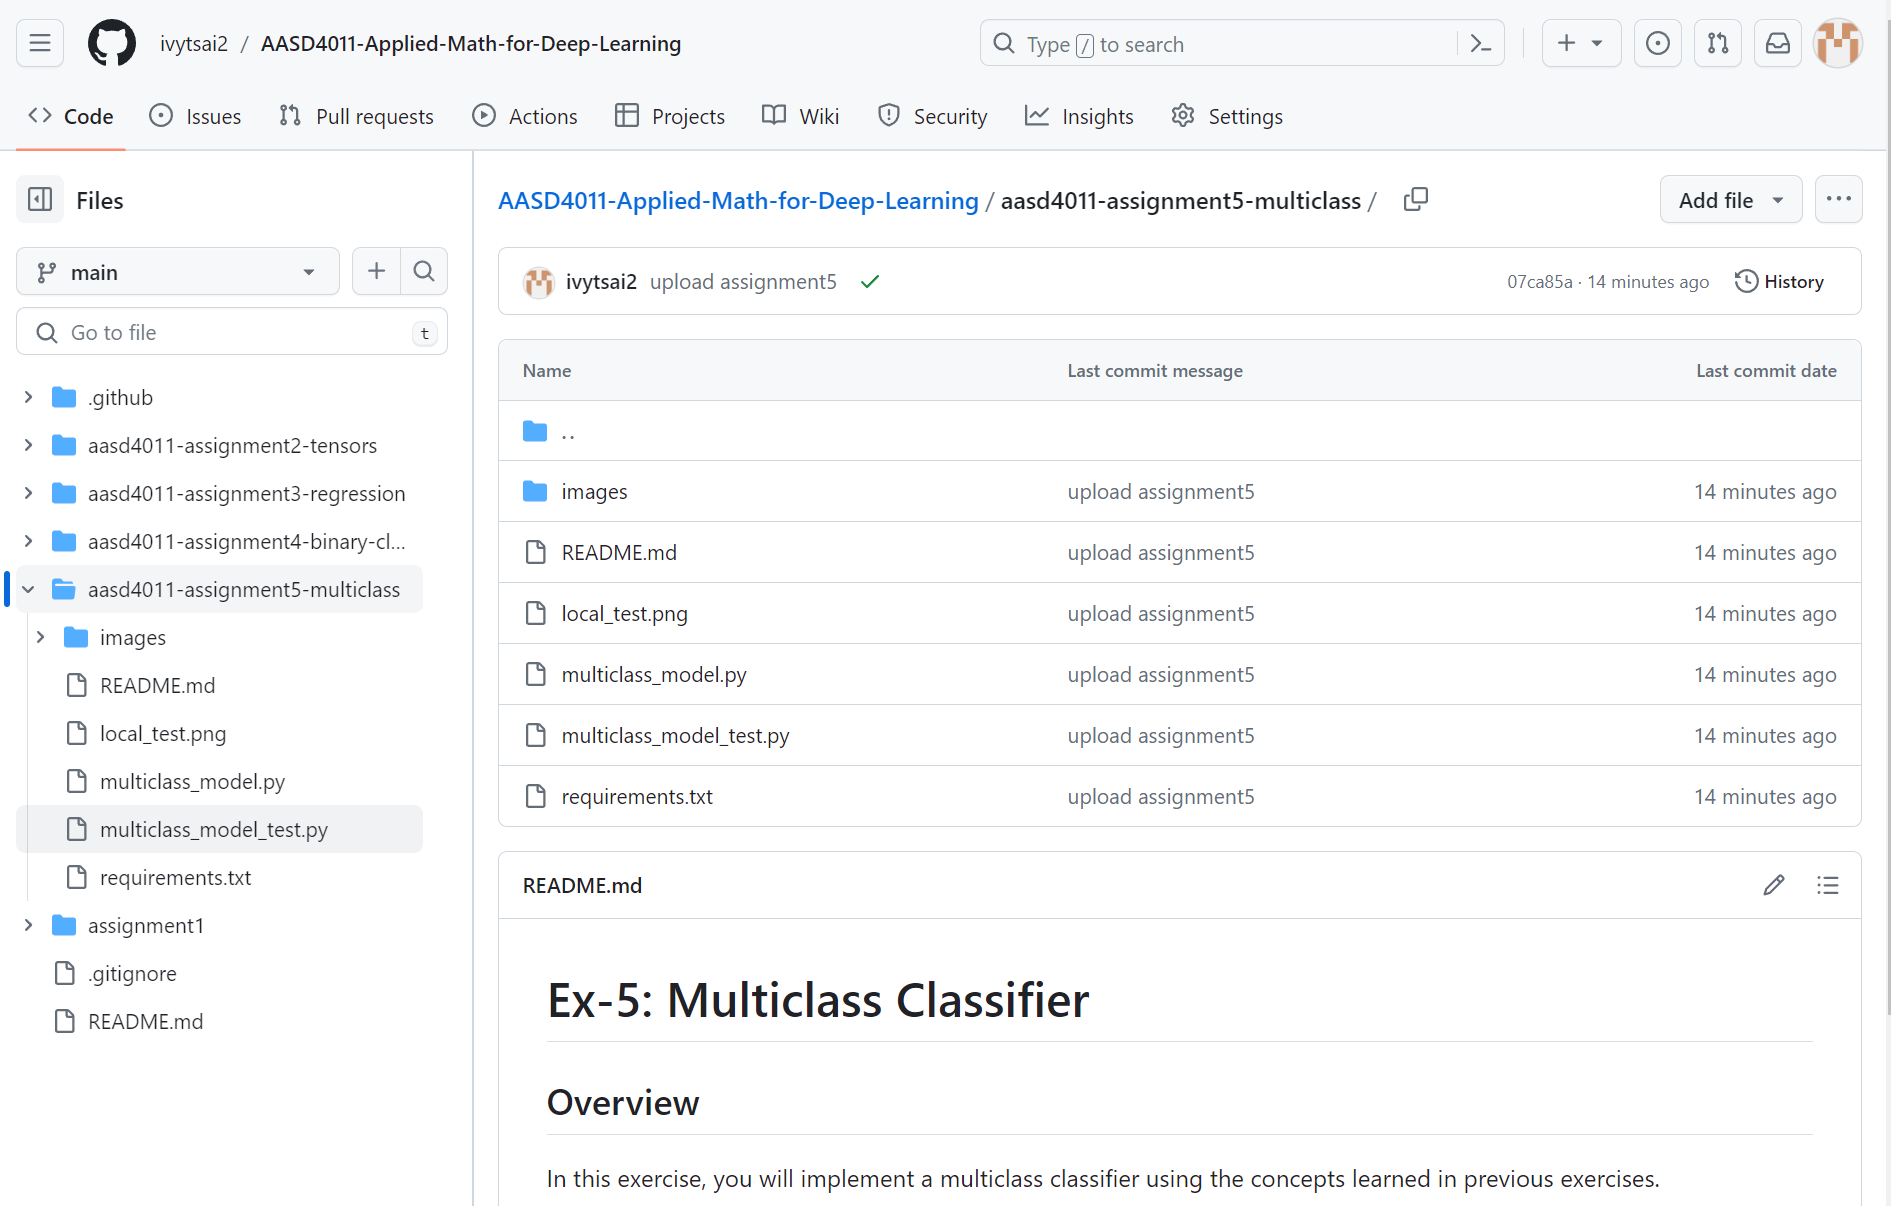 ivytsai2 / AASD4011-Applied-Math-for-Deep-Learning
Type / to search
Code Issues Pull requests Actions Projects Wiki Security Insights Settings
Files
main
Go to file t
.github
aasd4011-assignment2-tensors
aasd4011-assignment3-regression
aasd4011-assignment4-binary-cl...
aasd4011-assignment5-multiclass
images
README.md
local_test.png
multiclass_model.py
multiclass_model_test.py
requirements.txt
assignment1
.gitignore
README.md
AASD4011-Applied-Math-for-Deep-Learning / aasd4011-assignment5-multiclass /
Add file
ivytsai2 upload assignment5
07ca85a · 14 minutes ago History
Name Last commit message Last commit date
..
images upload assignment5 14 minutes ago
README.md upload assignment5 14 minutes ago
local_test.png upload assignment5 14 minutes ago
multiclass_model.py upload assignment5 14 minutes ago
multiclass_model_test.py upload assignment5 14 minutes ago
requirements.txt upload assignment5 14 minutes ago
README.md
Ex-5: Multiclass Classifier
Overview
In this exercise, you will implement a multiclass classifier using the concepts learned in previous exercises.